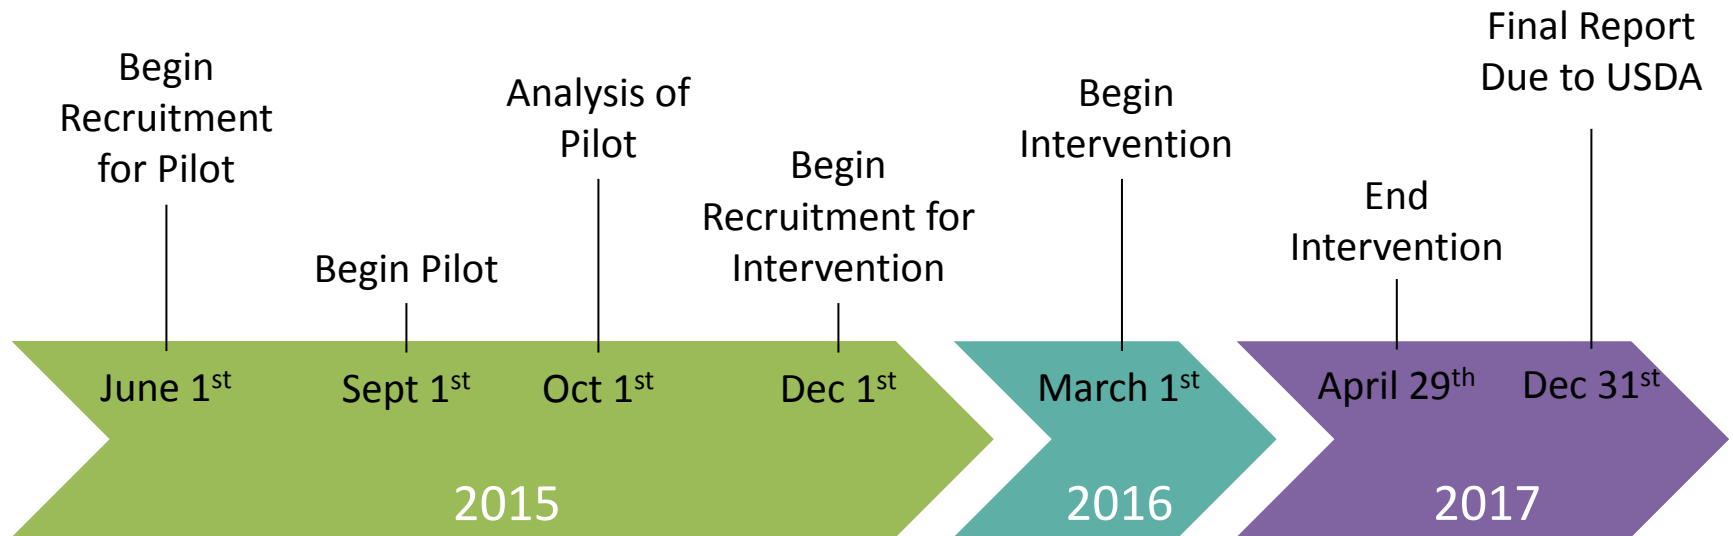 Begin
Recruitment
for Pilot
Begin Pilot
Analysis of
Pilot
Begin
Recruitment for
Intervention
Begin
Intervention
End
Intervention
Final Report
Due to USDA
June 1st
Sept 1st
Oct 1st
Dec 1st
March 1st
April 29th
Dec 31st
2015
2016
2017